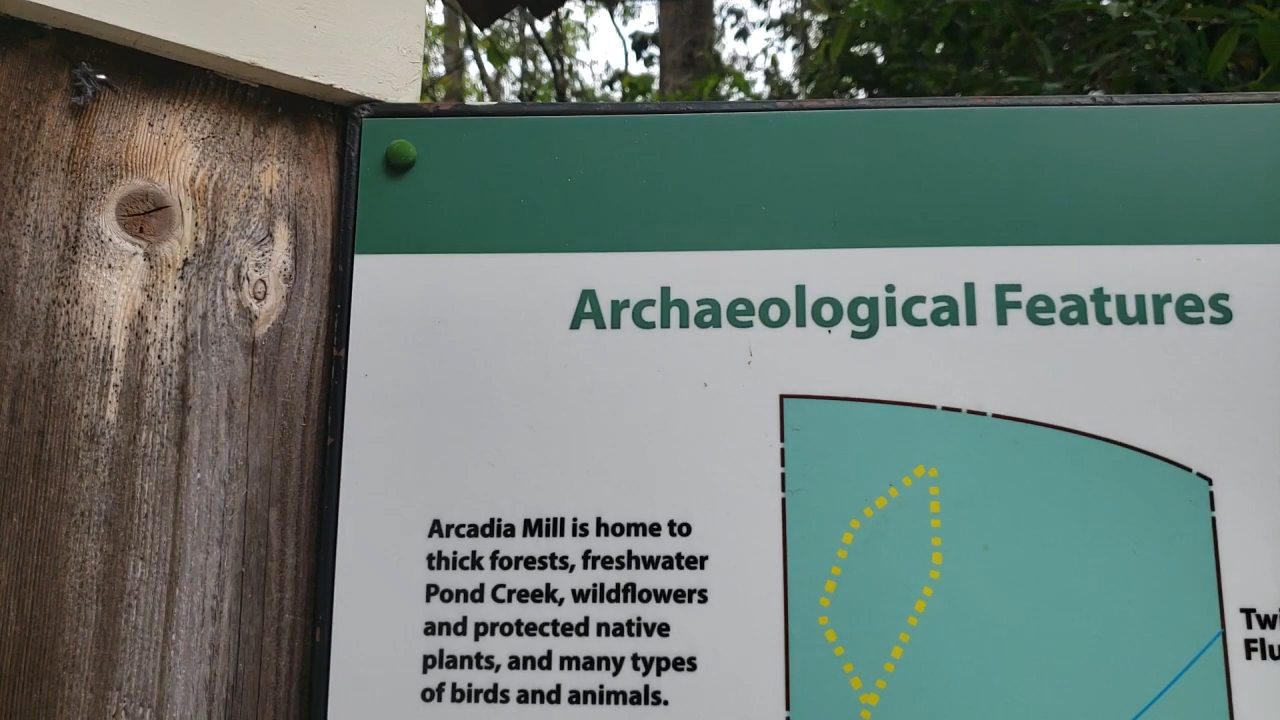 Archaeological Features
Arcadia Mill is home to
thick forests, freshwater
Pond Creek, wildflowers
and protected native
plants, and many types
of birds and animals.